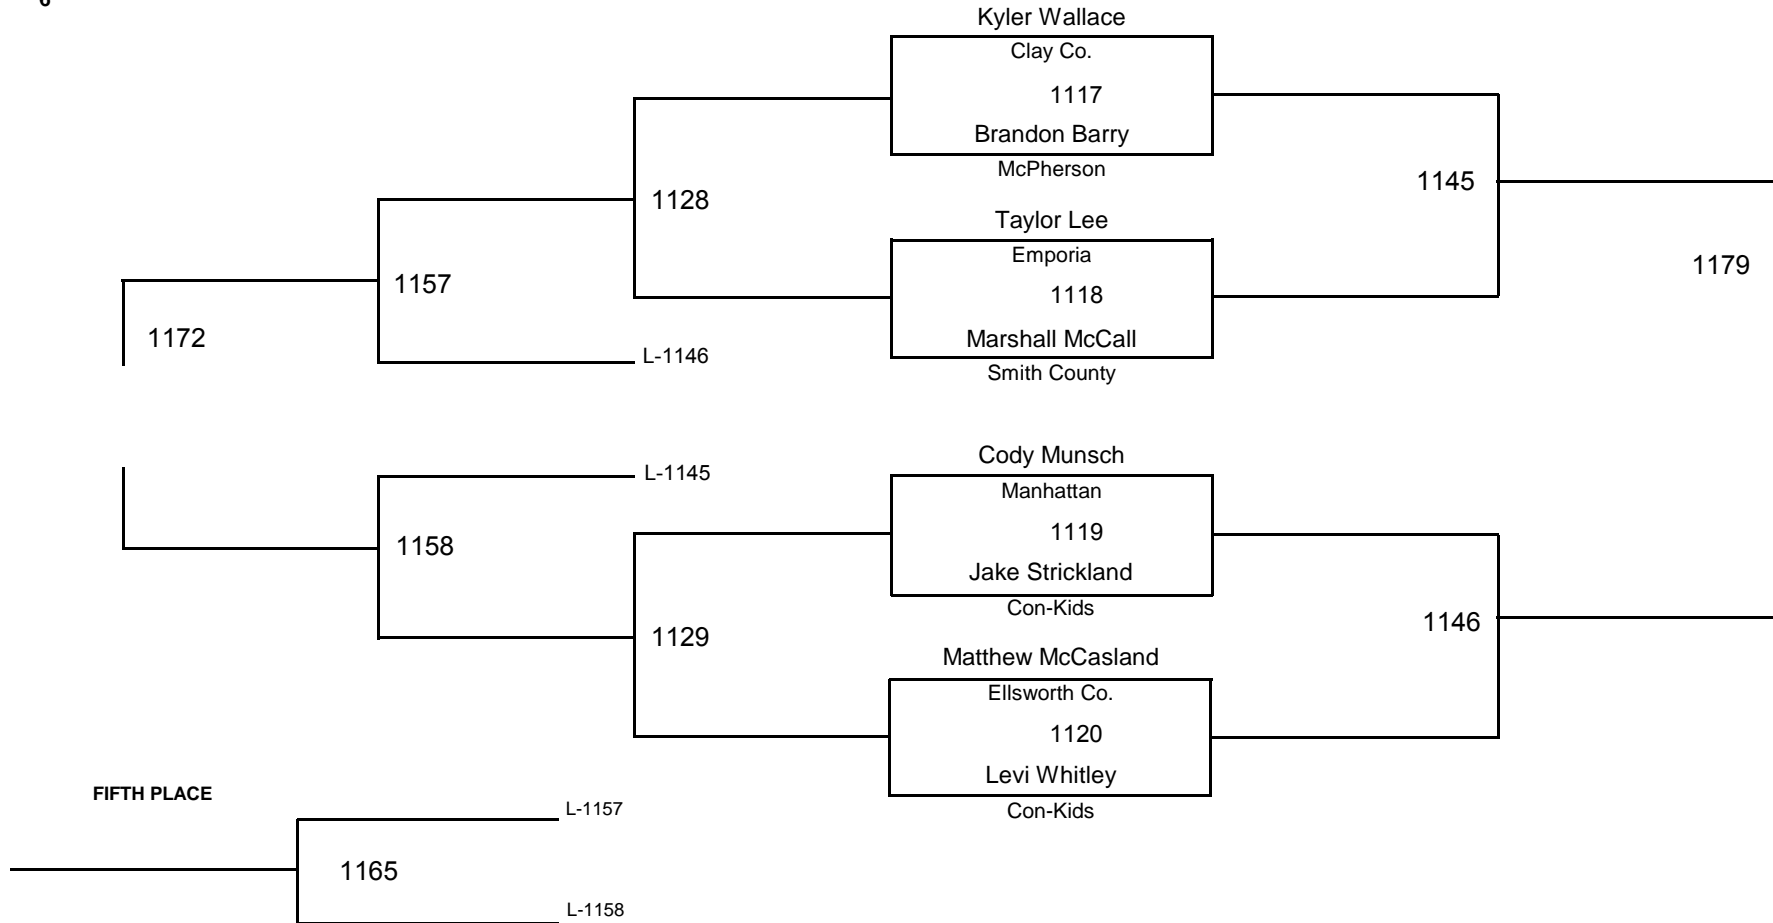 6
Kyler Wallace
Clay Co.
1117
Brandon Barry
McPherson
1128
1145
Taylor Lee
Emporia
1157
1118
1179
1172
Marshall McCall
L-1146
Smith County
Cody Munsch
L-1145
Manhattan
1158
1119
Jake Strickland
Con-Kids
1129
1146
Matthew McCasland
Ellsworth Co.
1120
Levi Whitley
Con-Kids
FIFTH PLACE
L-1157
1165
L-1158